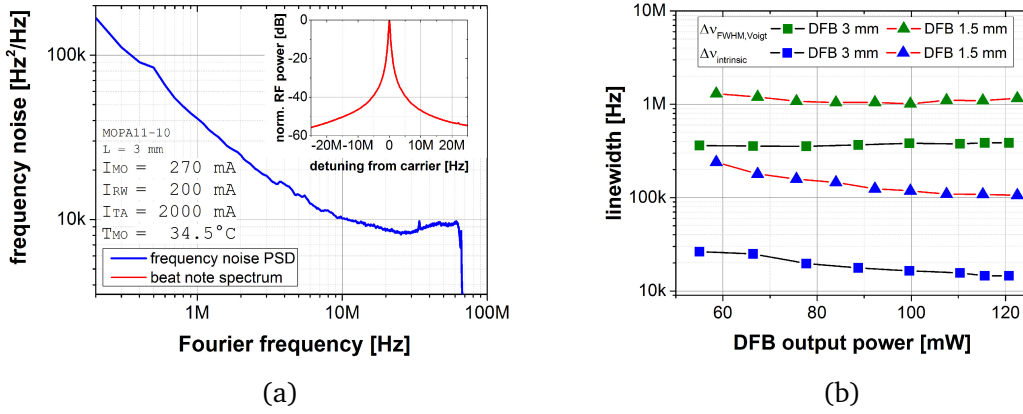 frequency noise [Hz²/Hz]
100k
10k
1M
10M
100M
Fourier frequency [Hz]
MOPA11-10
L = 3 mm
IMO = 270 mA
IRW = 200 mA
ITA = 2000 mA
TMO = 34.5°C
frequency noise PSD
beat note spectrum
norm. RF power [dB]
0
-20
-40
-60
-20M
-10M
0
10M
20M
detuning from carrier [Hz]
(a)
linewidth [Hz]
10M
1M
100k
10k
ΔνFWHM,Voigt DFB 3 mm DFB 1.5 mm
Δνintrinsic DFB 3 mm DFB 1.5 mm
60
80
100
120
DFB output power [mW]
(b)